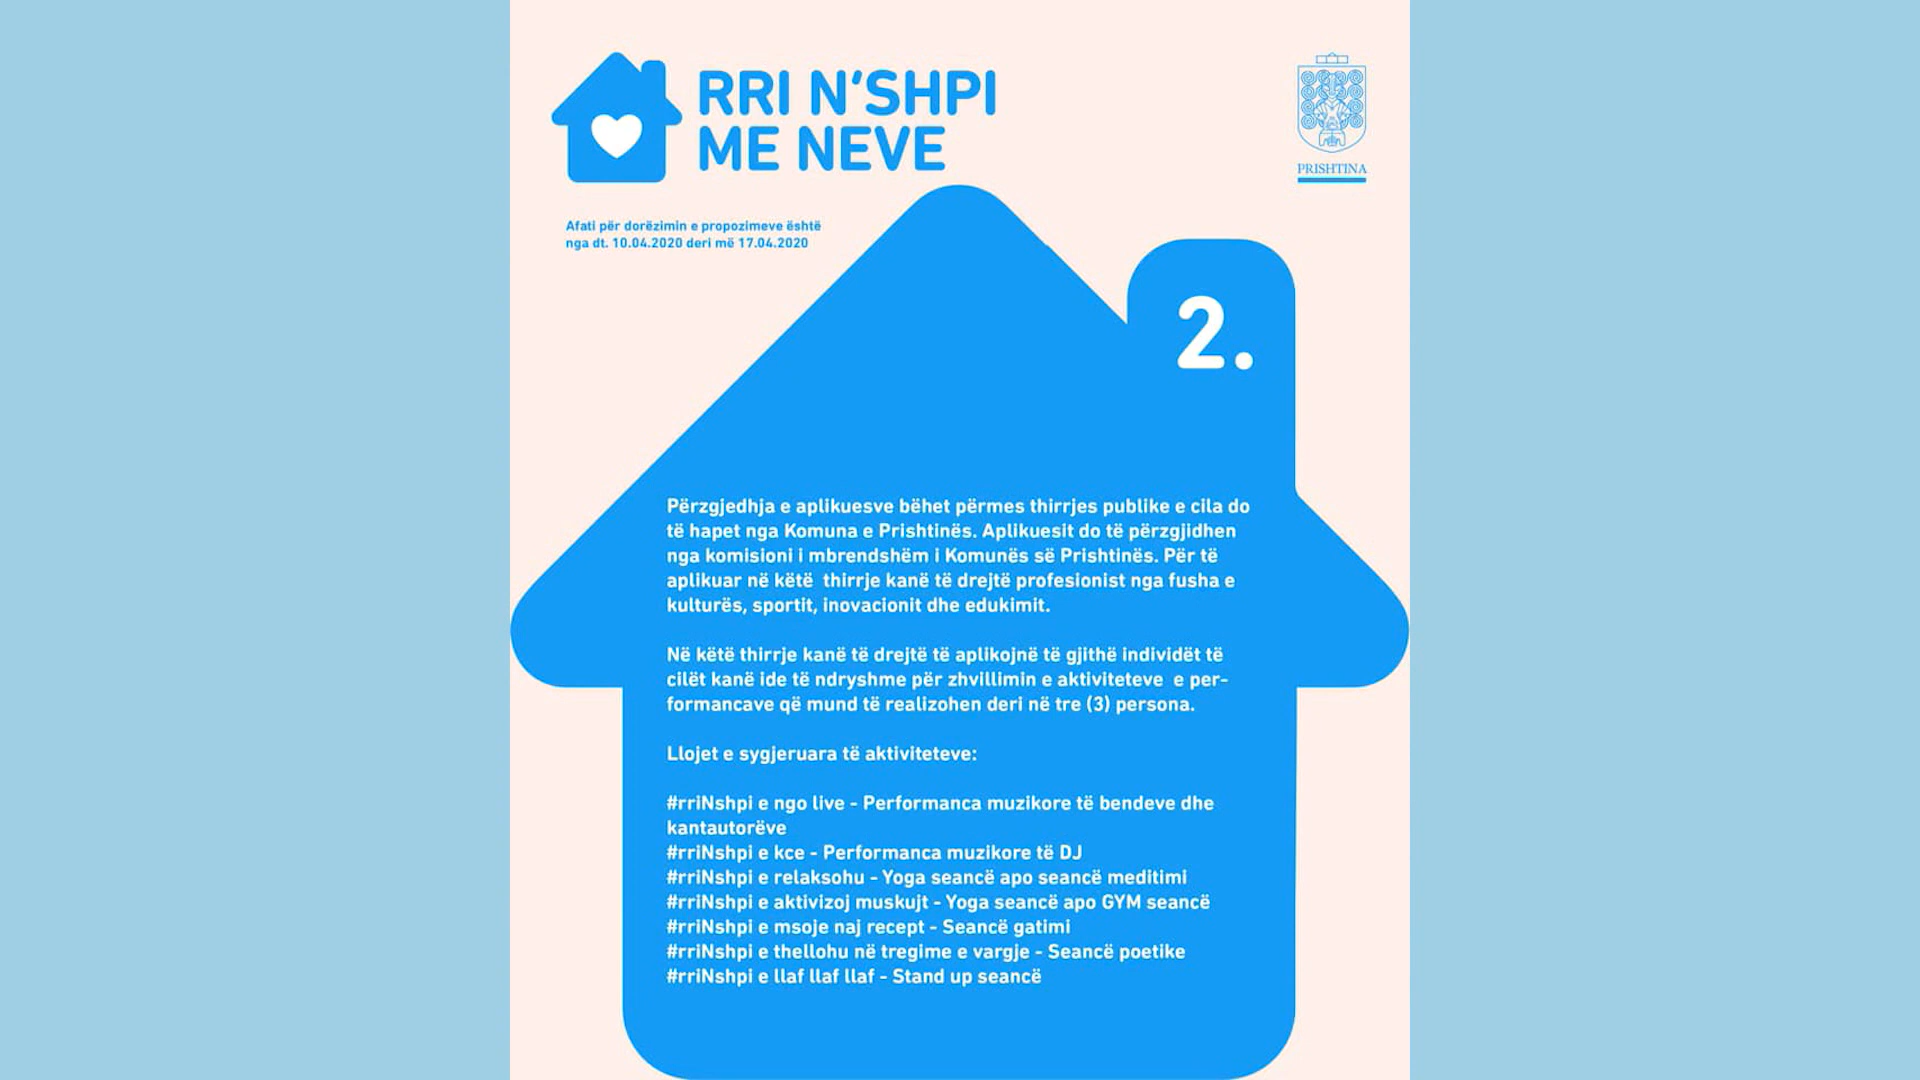 RRI N'SHPI
ME NEVE
PRISHTINA
Afati për dorëzimin e propozimeve është
nga dt. 10.04.2020 deri më 17.04.2020
2.
Përzgjedhja e aplikuesve bëhet përmes thirrjes publike e cila do
të hapet nga Komuna e Prishtinës. Aplikuesit do të përzgjidhen
nga komisioni i mbrendshëm i Komunës së Prishtinës. Për të
aplikuar në këtë thirrje kanë të drejtë profesionist nga fusha e
kulturës, sportit, inovacionit dhe edukimit.
Në këtë thirrje kanë të drejtë të aplikojnë të gjithë individët të
cilët kanë ide të ndryshme për zhvillimin e aktiviteteve e per-
formancave që mund të realizohen deri në tre (3) persona.
Llojet e sygjeruara të aktiviteteve:
#rriNshpi e ngo live - Performanca muzikore të bendeve dhe
kantautorëve
#rriNshpi e kce - Performanca muzikore të DJ
#rriNshpi e relaksohu - Yoga seancë apo seancë meditimi
#rriNshpi e aktivizoj muskujt - Yoga seancë apo GYM seancë
#rriNshpi e msoje naj recept - Seancë gatimi
#rriNshpi e thellohu në tregime e vargje - Seancë poetike
#rriNshpi e llaf llaf llaf - Stand up seancë